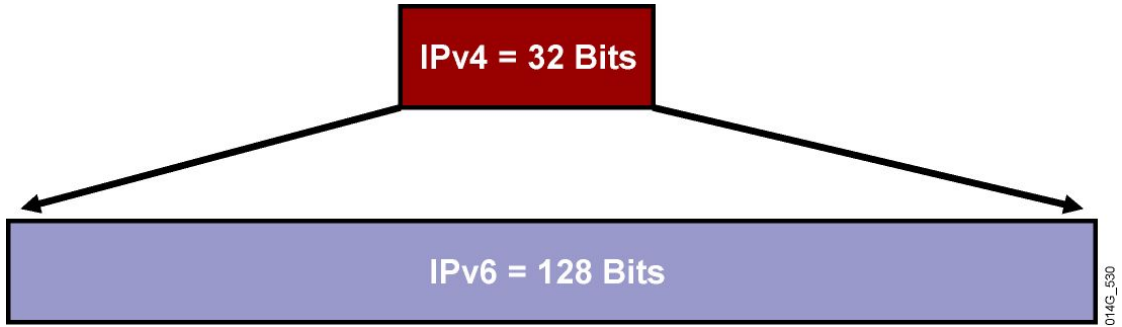 IPv4 = 32 Bits
IPv6 = 128 Bits
014G_530